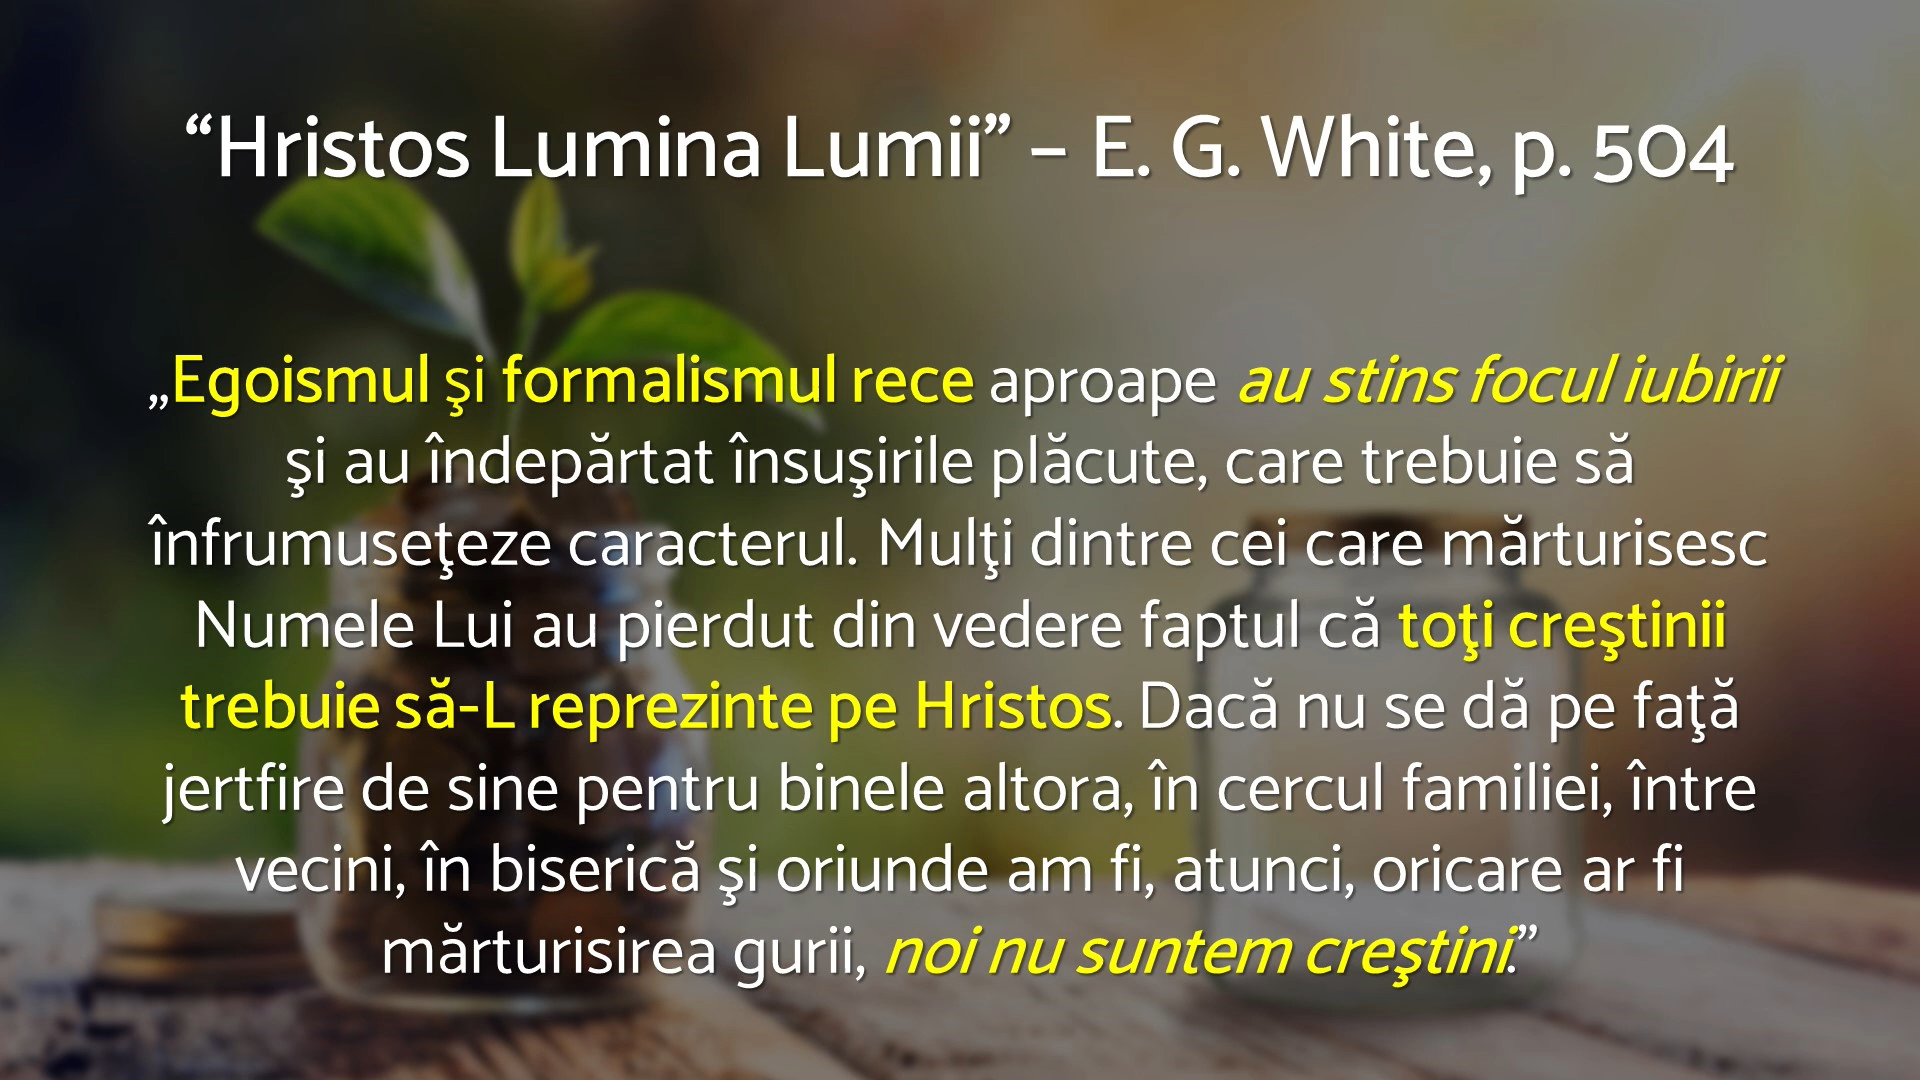 “Hristos Lumina Lumii” – E. G. White, p. 504
„Egoismul şi formalismul rece aproape au stins focul iubirii
şi au îndepărtat însuşirile plăcute, care trebuie să
înfrumuseţeze caracterul. Mulţi dintre cei care mărturisesc
Numele Lui au pierdut din vedere faptul că toţi creştinii
trebuie să-L reprezinte pe Hristos. Dacă nu se dă pe faţă
jertfire de sine pentru binele altora, în cercul familiei, între
vecini, în biserică şi oriunde am fi, atunci, oricare ar fi
mărturisirea gurii, noi nu suntem creştini.”